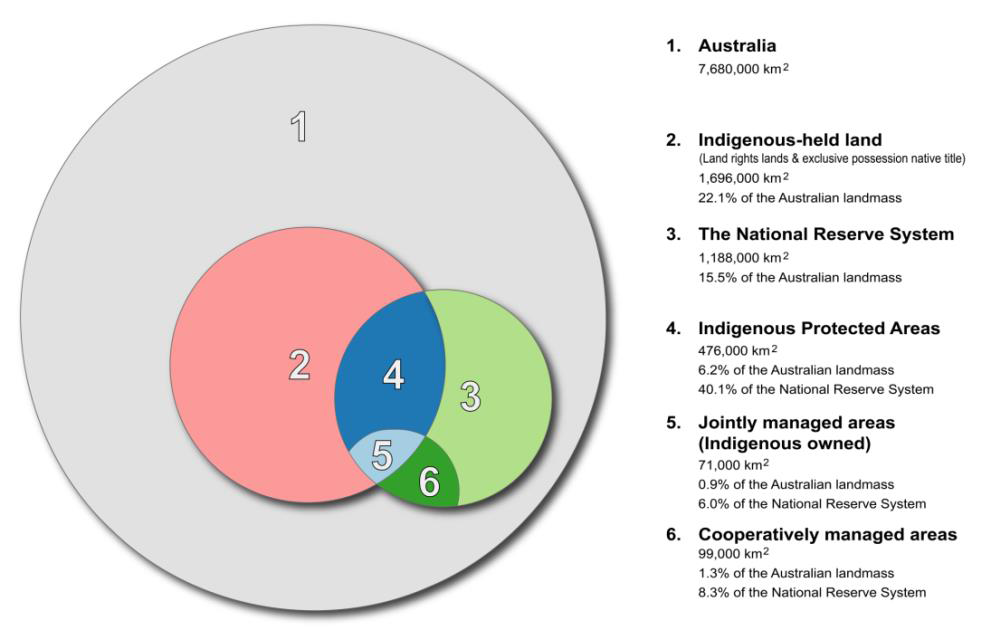 1
2
3
4
5
6
1. Australia
7,680,000 km²
2. Indigenous-held land
(Land rights lands & exclusive possession native title)
1,696,000 km²
22.1% of the Australian landmass
3. The National Reserve System
1,188,000 km²
15.5% of the Australian landmass
4. Indigenous Protected Areas
476,000 km²
6.2% of the Australian landmass
40.1% of the National Reserve System
5. Jointly managed areas
(Indigenous owned)
71,000 km²
0.9% of the Australian landmass
6.0% of the National Reserve System
6. Cooperatively managed areas
99,000 km²
1.3% of the Australian landmass
8.3% of the National Reserve System